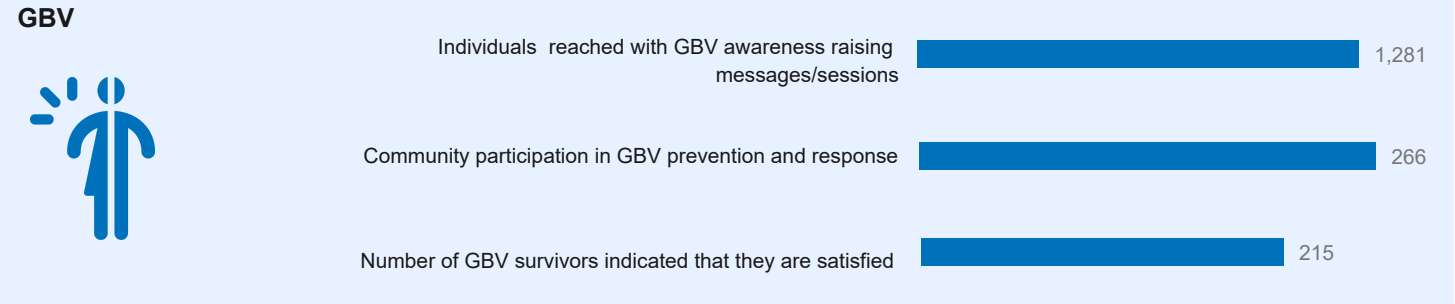 GBV
Individuals  reached with GBV awareness raising
messages/sessions
1,281
Community participation in GBV prevention and response
266
Number of GBV survivors indicated that they are satisfied
215